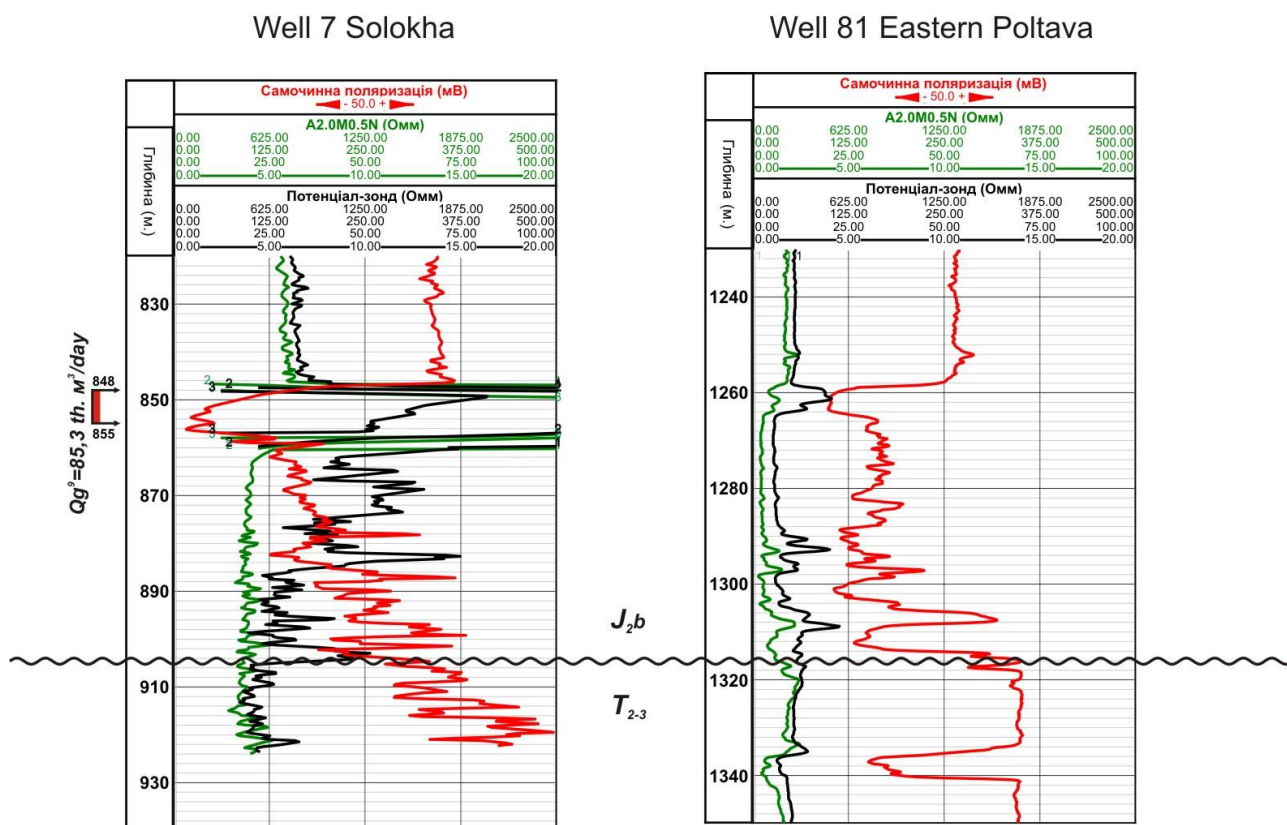 Well 7 Solokha
Самочинна поляризація (мВ)
- 50.0 +
A2.0M0.5N (Омм)
0.00 625.00 1250.00 1875.00 2500.00
0.00 125.00 250.00 375.00 500.00
0.00 25.00 50.00 75.00 100.00
0.00 5.00 10.00 15.00 20.00
Потенціал-зонд (Омм)
0.00 625.00 1250.00 1875.00 2500.00
0.00 125.00 250.00 375.00 500.00
0.00 25.00 50.00 75.00 100.00
0.00 5.00 10.00 15.00 20.00
Глибина (м.)
830
850
870
890
910
930
848
855
Qg⁹=85,3 th. м³/day
2
2
3
3
2
2
J₂b
T₂₋₃
Well 81 Eastern Poltava
Самочинна поляризація (мВ)
- 50.0 +
A2.0M0.5N (Омм)
0.00 625.00 1250.00 1875.00 2500.00
0.00 125.00 250.00 375.00 500.00
0.00 25.00 50.00 75.00 100.00
0.00 5.00 10.00 15.00 20.00
Потенціал-зонд (Омм)
0.00 625.00 1250.00 1875.00 2500.00
0.00 125.00 250.00 375.00 500.00
0.00 25.00 50.00 75.00 100.00
0.00 5.00 10.00 15.00 20.00
Глибина (м.)
1 1
1240
1260
1280
1300
1320
1340